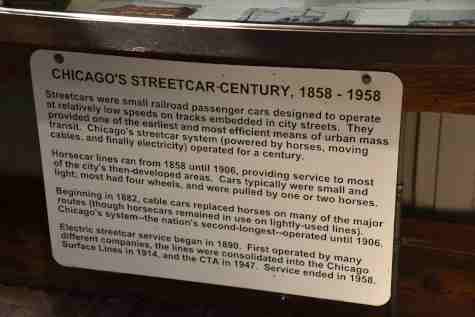 CHICAGO'S STREETCAR CENTURY, 1858 - 1958
Streetcars were small railroad passenger cars designed to operate
at relatively low speeds on tracks embedded in city streets. They
provided one of the earliest and most efficient means of urban mass
transit. Chicago's streetcar system (powered by horses, moving
cables, and finally electricity) operated for a century.
Horsecar lines ran from 1858 until 1906, providing service to most
of the city's then-developed areas. Cars typically were small and
light; most had four wheels, and were pulled by one or two horses.
Beginning in 1882, cable cars replaced horses on many of the major
routes (though horsecars remained in use on lightly-used lines).
Chicago's system--the nation's second-longest--operated until 1906.
Electric streetcar service began in 1890. First operated by many
different companies, the lines were consolidated into the Chicago
Surface Lines in 1914, and the CTA in 1947. Service ended in 1958.